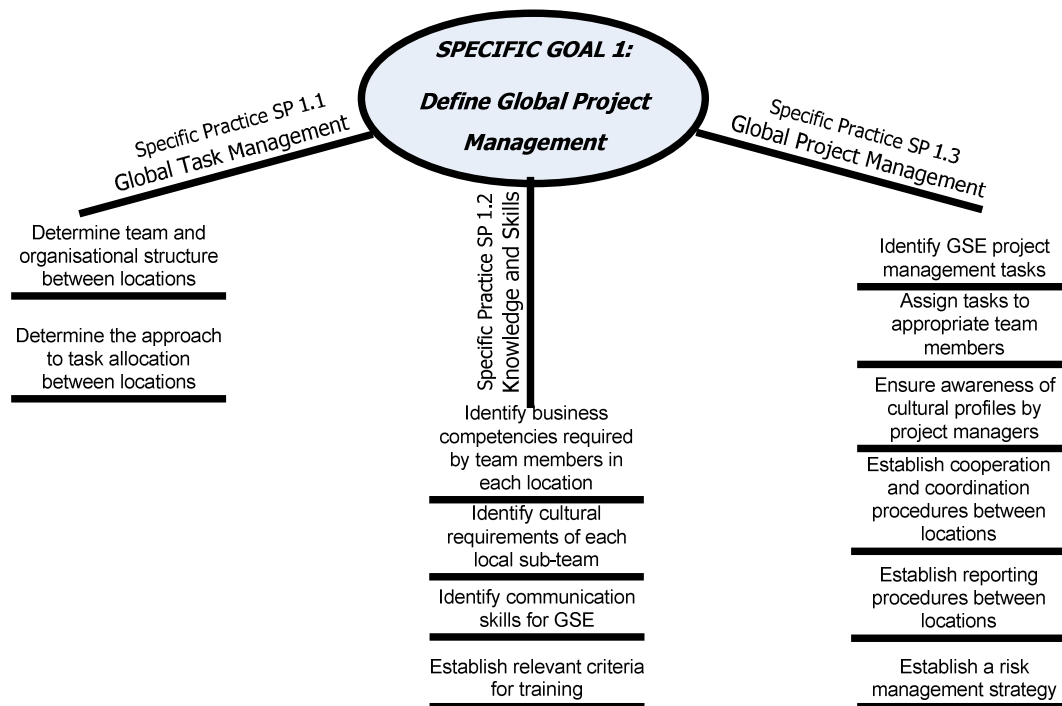 SPECIFIC GOAL 1:
Define Global Project
Management
Specific Practice SP 1.1
Global Task Management
Determine team and
organisational structure
between locations
Determine the approach
to task allocation
between locations
Specific Practice SP 1.2
Knowledge and Skills
Identify business
competencies required
by team members in
each location
Identify cultural
requirements of each
local sub-team
Identify communication
skills for GSE
Establish relevant criteria
for training
Specific Practice SP 1.3
Global Project Management
Identify GSE project
management tasks
Assign tasks to
appropriate team
members
Ensure awareness of
cultural profiles by
project managers
Establish cooperation
and coordination
procedures between
locations
Establish reporting
procedures between
locations
Establish a risk
management strategy